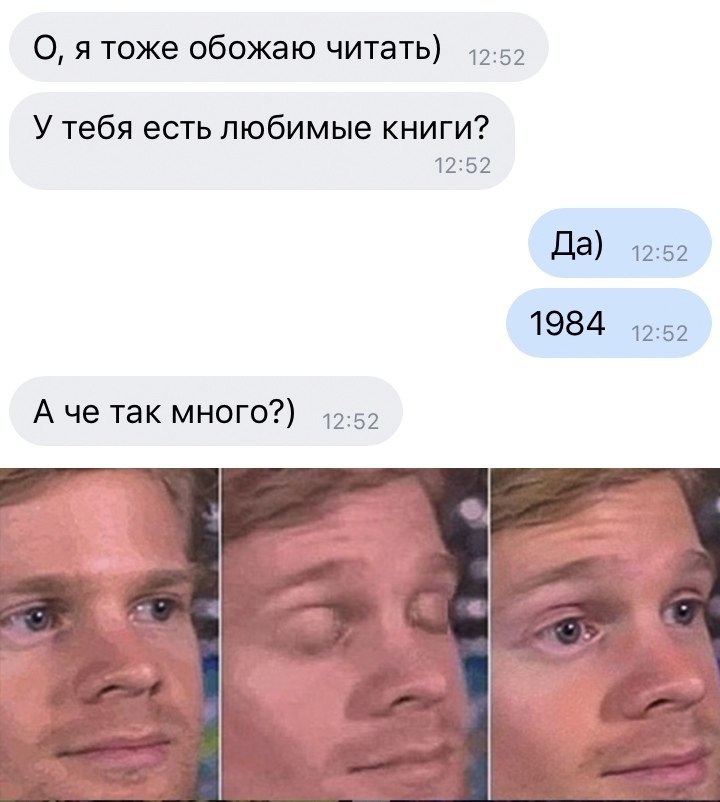 О, я тоже обожаю читать) 12:52
У тебя есть любимые книги?
12:52
Да) 12:52
1984 12:52
А че так много?) 12:52